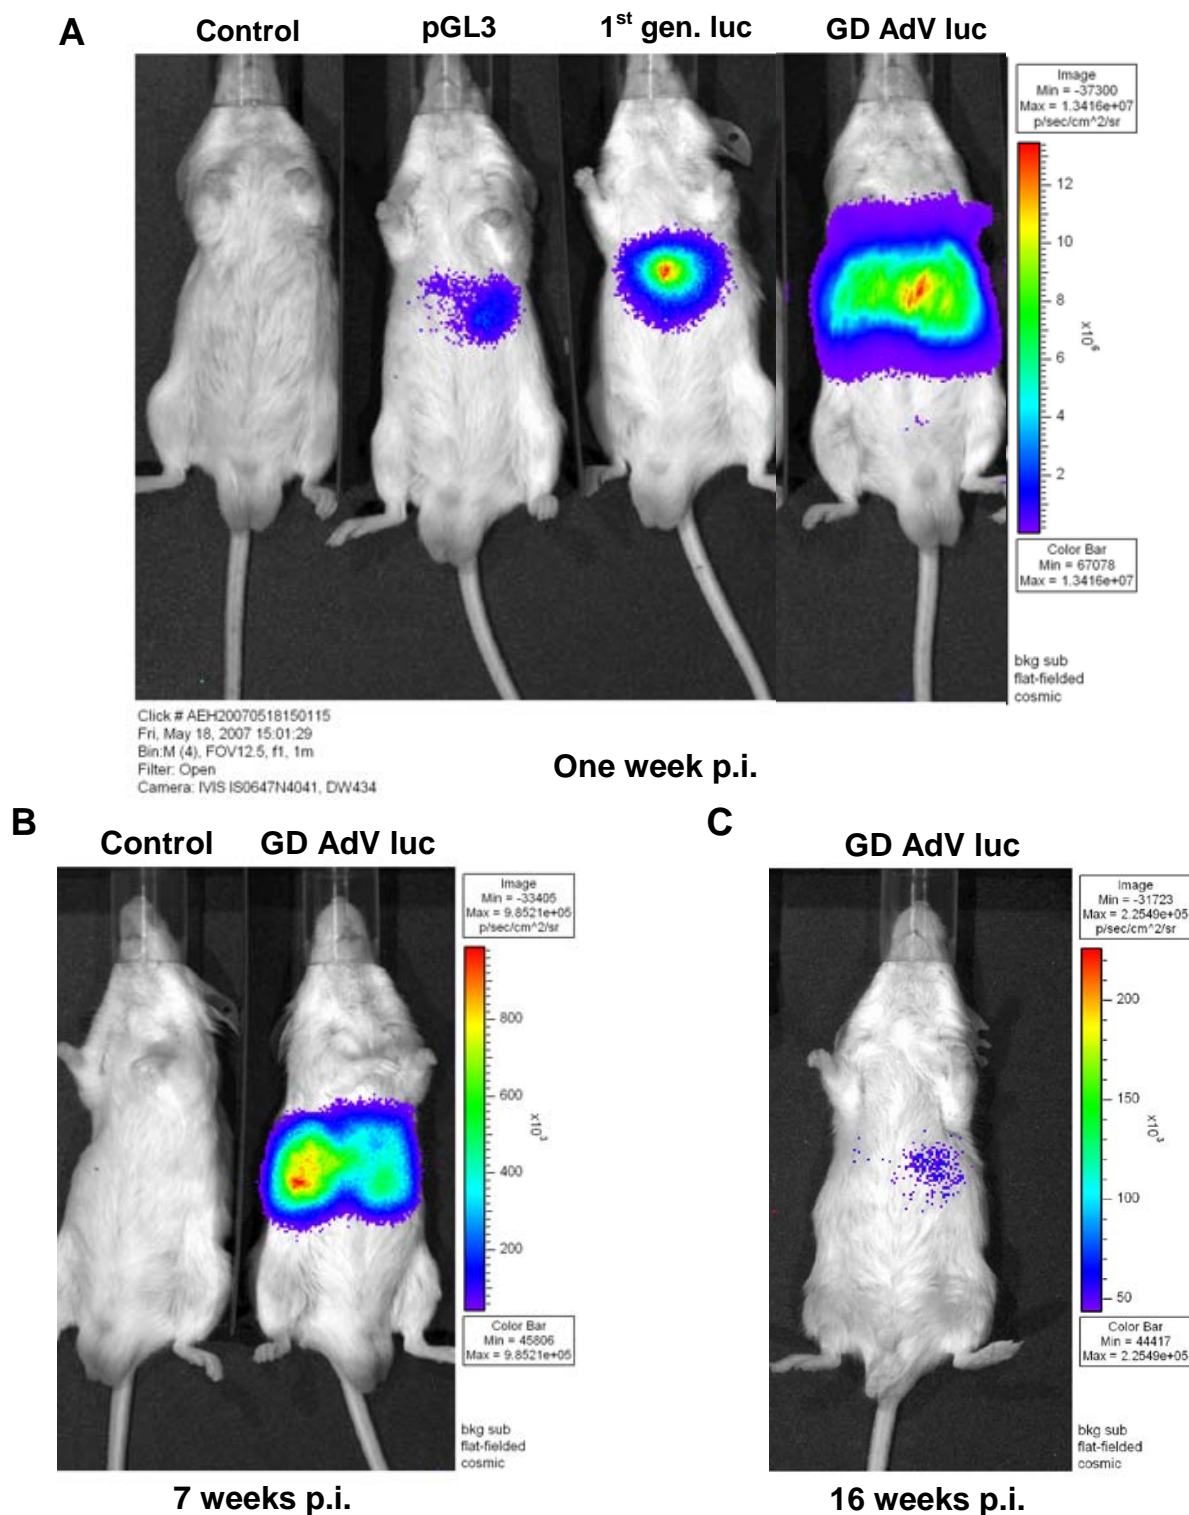 A
Control pGL3 1st gen. luc GD AdV luc
Image
Min = -37300
Max = 1.3416e+07
p/sec/cm^2/sr
12
10
8
6
4
2
x10^6
Color Bar
Min = 67078
Max = 1.3416e+07
bkg sub
flat-fielded
cosmic
Click # AEH20070518150115
Fri, May 18, 2007 15:01:29
Bin:M (4), FOV12.5, f1, 1m
Filter: Open
Camera: IVIS IS0647N4041, DW434
One week p.i.
B
Control GD AdV luc
Image
Min = -33405
Max = 9.8521e+05
p/sec/cm^2/sr
800
600
400
200
x10^3
Color Bar
Min = 45806
Max = 9.8521e+05
bkg sub
flat-fielded
cosmic
7 weeks p.i.
C
GD AdV luc
Image
Min = -31723
Max = 2.2549e+05
p/sec/cm^2/sr
200
150
100
50
x10^3
Color Bar
Min = 44417
Max = 2.2549e+05
bkg sub
flat-fielded
cosmic
16 weeks p.i.